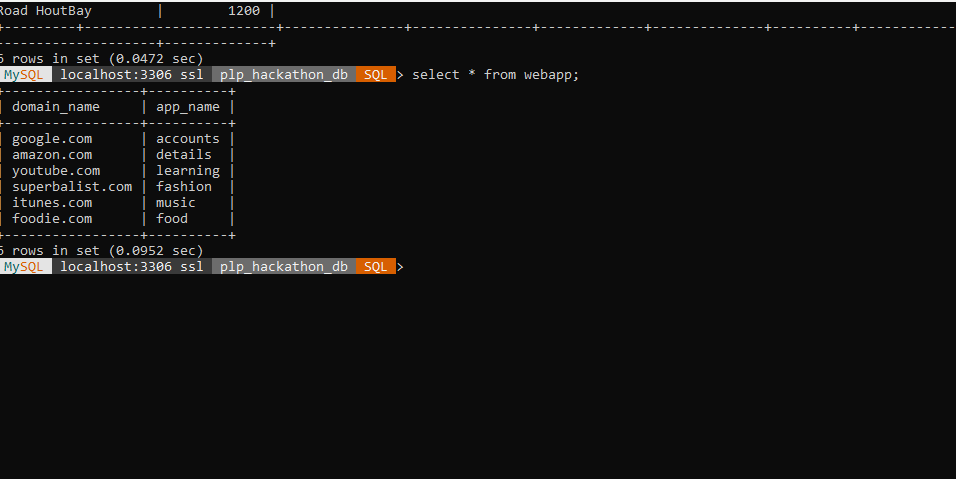 Road HoutBay | 1200 |
+---------+------------------------+---------------+---------------+--------------+--------------+----------+------------
--------------------+-------------+
6 rows in set (0.0472 sec)
MySQL localhost:3306 ssl plp_hackathon_db SQL > select * from webapp;
+-----------------+----------+
| domain_name | app_name |
+-----------------+----------+
| google.com | accounts |
| amazon.com | details |
| youtube.com | learning |
| superbalist.com | fashion |
| itunes.com | music |
| foodie.com | food |
+-----------------+----------+
6 rows in set (0.0952 sec)
MySQL localhost:3306 ssl plp_hackathon_db SQL >